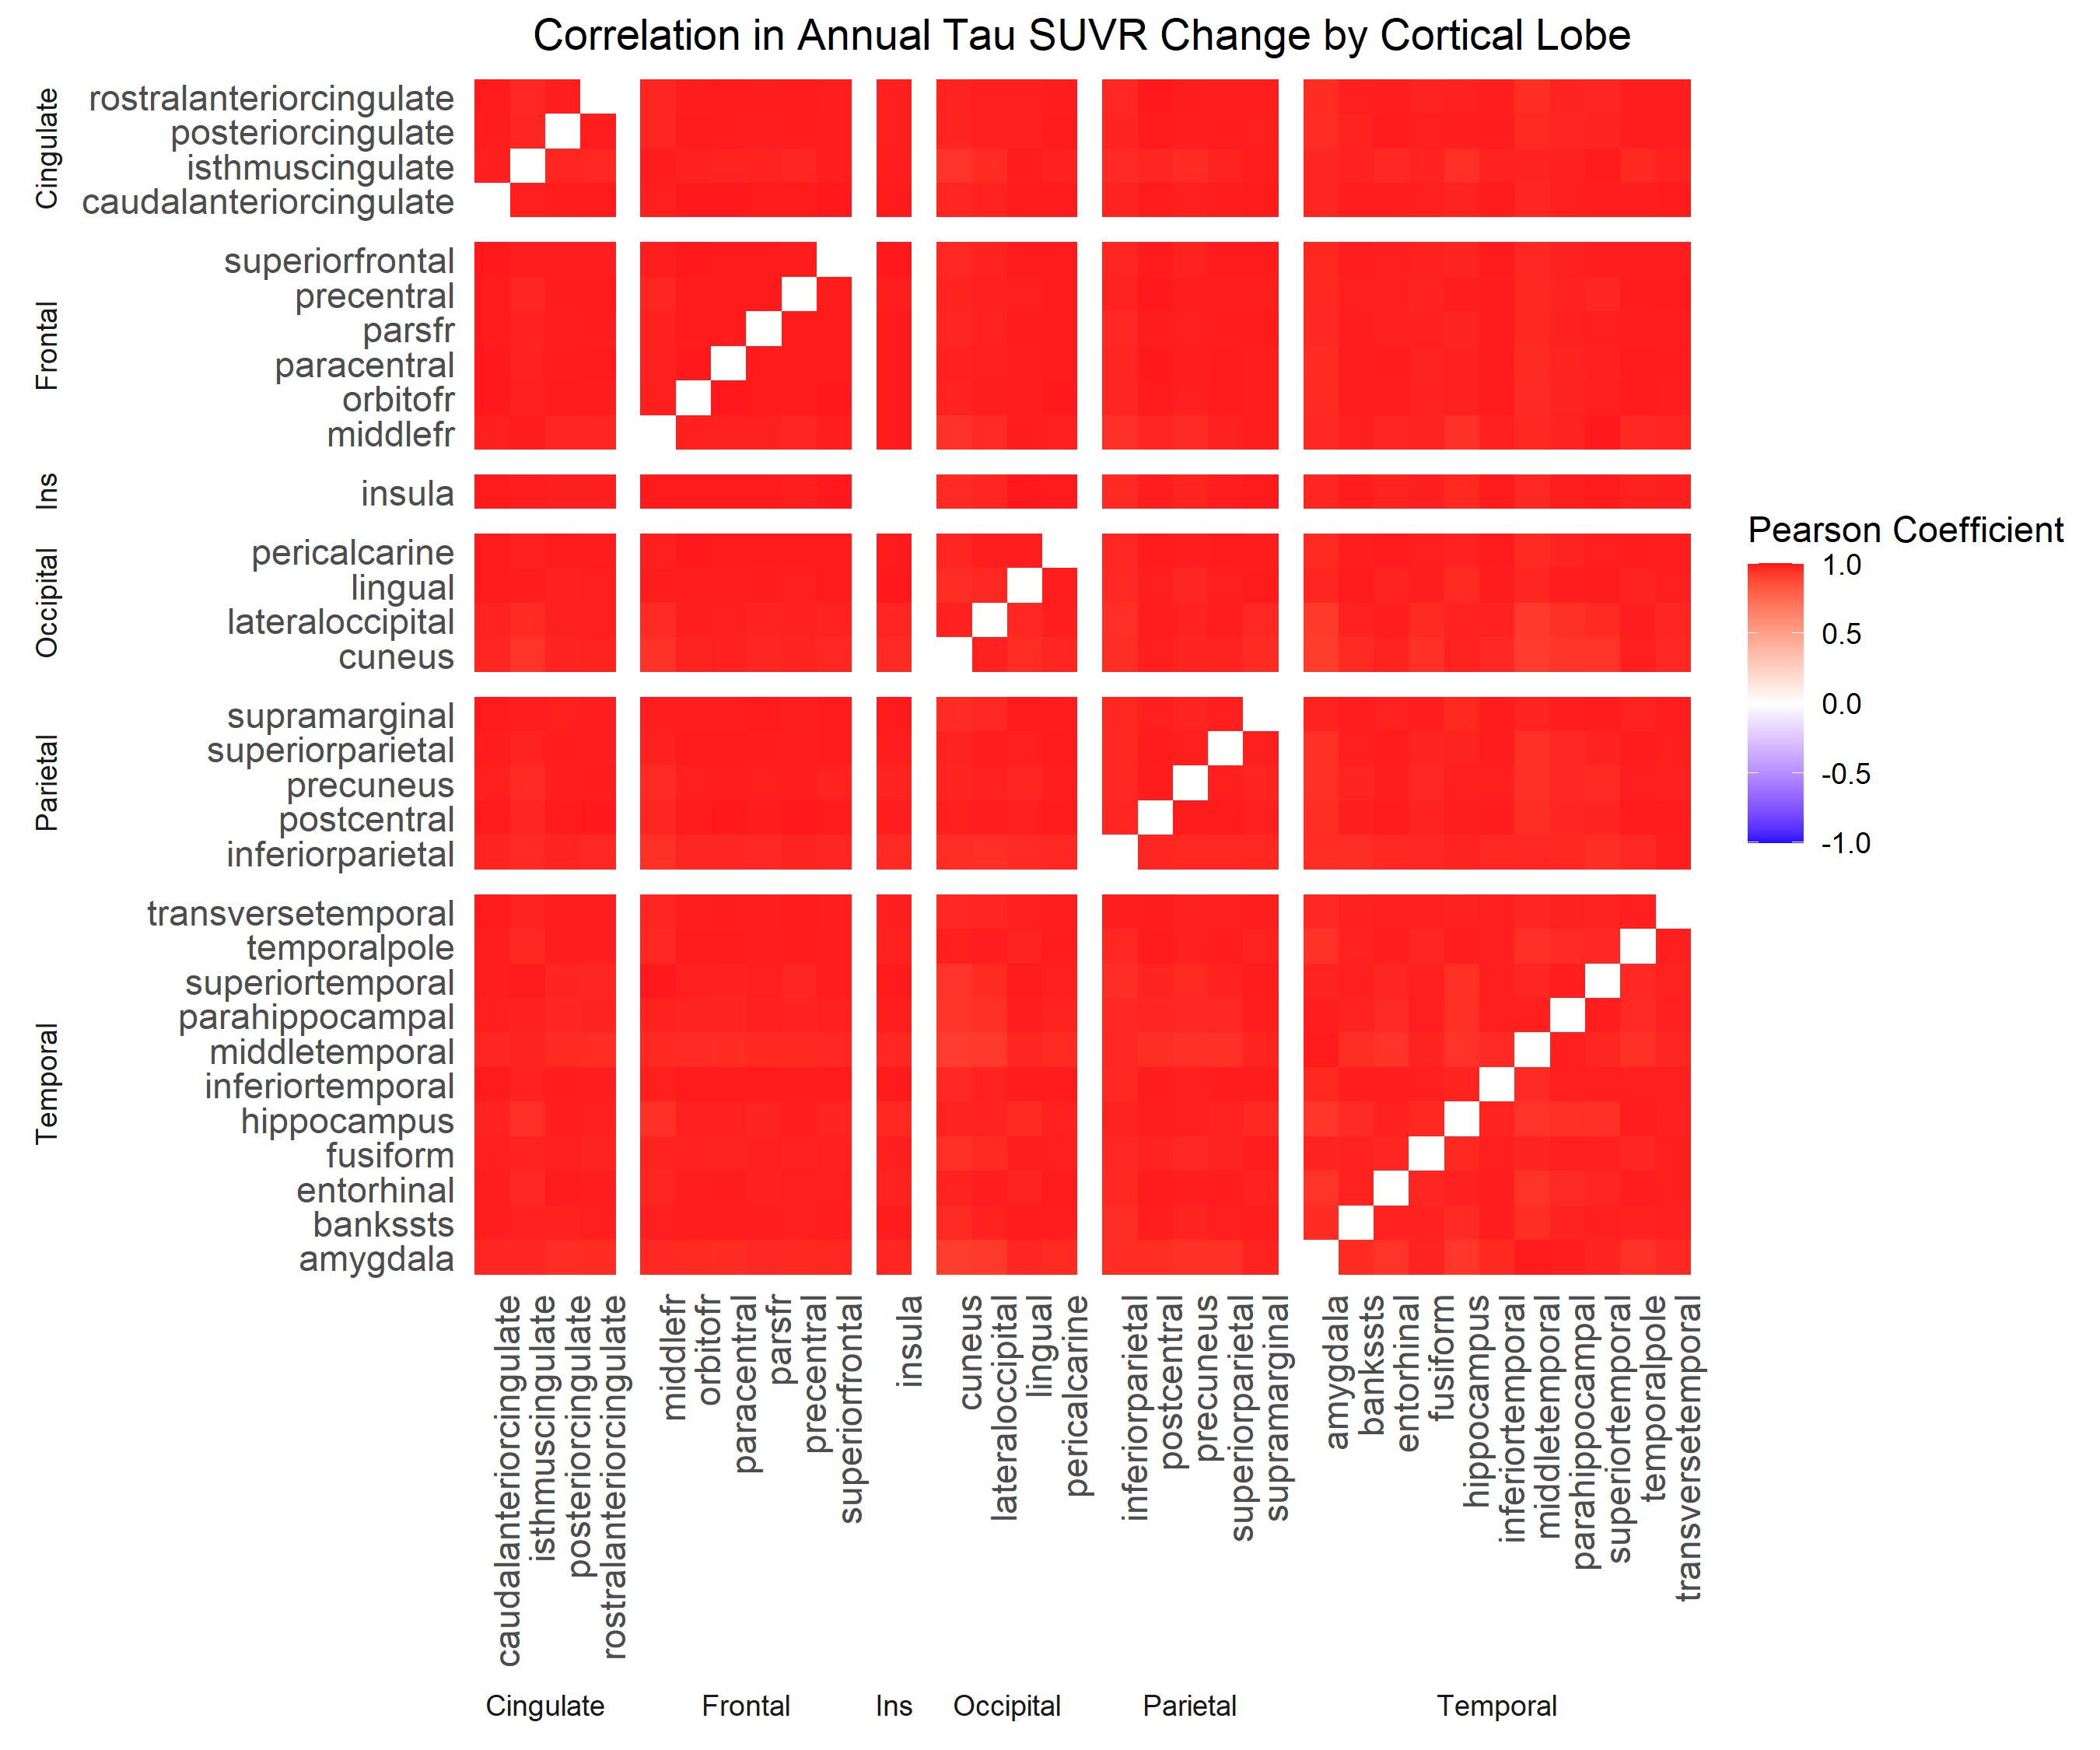 Correlation in Annual Tau SUVR Change by Cortical Lobe
Cingulate
rostralanteriorcingulate
posteriorcingulate
isthmuscingulate
caudalanteriorcingulate
Frontal
superiorfrontal
precentral
parsfr
paracentral
orbitofr
middlefr
Ins
insula
Occipital
pericalcarine
lingual
lateraloccipital
cuneus
Parietal
supramarginal
superiorparietal
precuneus
postcentral
inferiorparietal
Temporal
transversetemporal
temporalpole
superiortemporal
parahippocampal
middletemporal
inferiortemporal
hippocampus
fusiform
entorhinal
bankssts
amygdala
caudalanteriorcingulate
isthmuscingulate
posteriorcingulate
rostralanteriorcingulate
middlefr
orbitofr
paracentral
parsfr
precentral
superiorfrontal
insula
cuneus
lateraloccipital
lingual
pericalcarine
inferiorparietal
postcentral
precuneus
superiorparietal
supramarginal
amygdala
bankssts
entorhinal
fusiform
hippocampus
inferiortemporal
middletemporal
parahippocampal
superiortemporal
temporalpole
transversetemporal
Cingulate
Frontal
Ins
Occipital
Parietal
Temporal
Pearson Coefficient
1.0
0.5
0.0
-0.5
-1.0